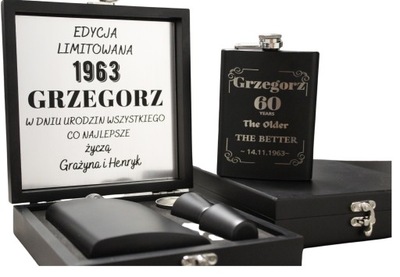 EDYCJA
LIMITOWANA
1963
GRZEGORZ
W DNIU URODZIN WSZYSTKIEGO
CO NAJLEPSZE
życzą
Grażyna i Henryk
Grzegorz
60
YEARS
The Older
THE BETTER
~ 14.11.1963~